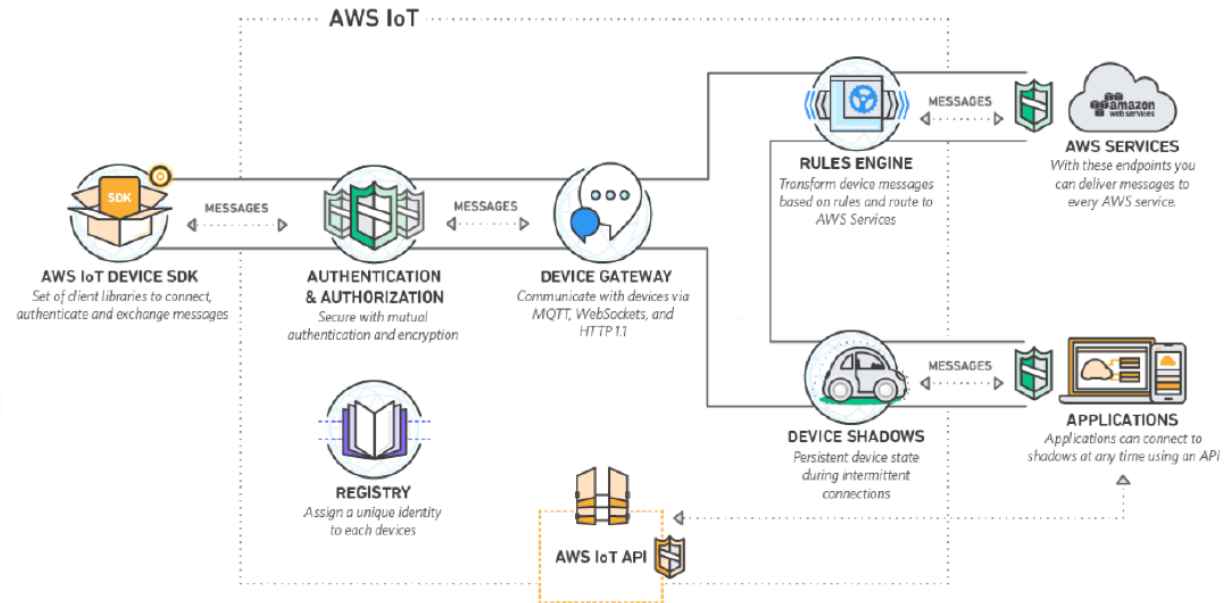 AWS IoT
SDK
MESSAGES
AWS IoT DEVICE SDK
Set of client libraries to connect,
authenticate and exchange messages
AUTHENTICATION
& AUTHORIZATION
Secure with mutual
authentication and encryption
MESSAGES
DEVICE GATEWAY
Communicate with devices via
MQTT, WebSockets, and
HTTP 1.1
RULES ENGINE
Transform device messages
based on rules and route to
AWS Services
MESSAGES
amazon
web services
AWS SERVICES
With these endpoints you
can deliver messages to
every AWS service.
DEVICE SHADOWS
Persistent device state
during intermittent
connections
MESSAGES
APPLICATIONS
Applications can connect to
shadows at any time using an API
REGISTRY
Assign a unique identity
to each devices
AWS IoT API